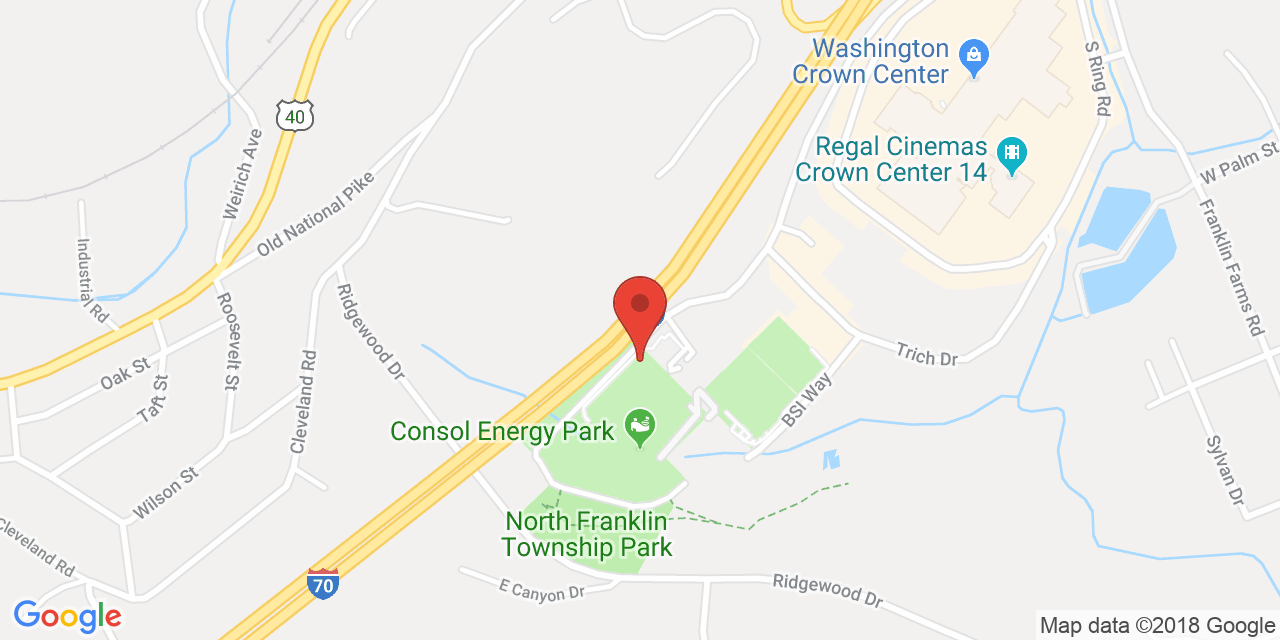 Washington
Crown Center
S Ring Rd
40
Regal Cinemas
Crown Center 14
W Palm St
Weirich Ave
Old National Pike
Franklin Farms Rd
Industrial Rd
Ridgewood Dr
Roosevelt St
Oak St
Taft St
Cleveland Rd
Trich Dr
BSI Way
Consol Energy Park
Wilson St
Sylvan Dr
North Franklin
Township Park
Cleveland Rd
70
E Canyon Dr
Ridgewood Dr
Google
Map data ©2018 Google